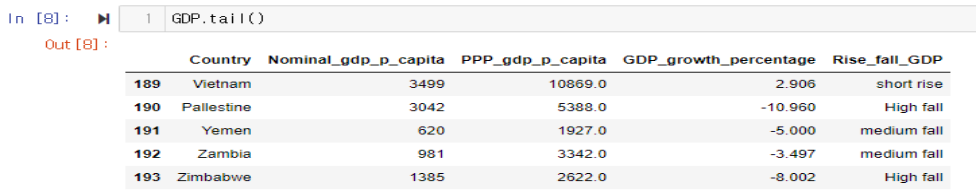 In [8]: 1 GDP.tail()
Out[8]:
Country Nominal_gdp_p_capita PPP_gdp_p_capita GDP_growth_percentage Rise_fall_GDP
189 Vietnam 3499 10869.0 2.906 short rise
190 Pallestine 3042 5388.0 -10.960 High fall
191 Yemen 620 1927.0 -5.000 medium fall
192 Zambia 981 3342.0 -3.497 medium fall
193 Zimbabwe 1385 2622.0 -8.002 High fall